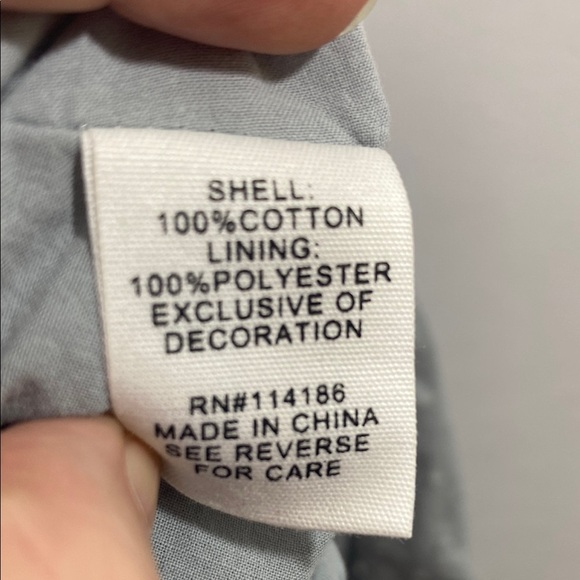 SHELL:
100%COTTON
LINING:
100%POLYESTER
EXCLUSIVE OF
DECORATION
RN#114186
MADE IN CHINA
SEE REVERSE
FOR CARE